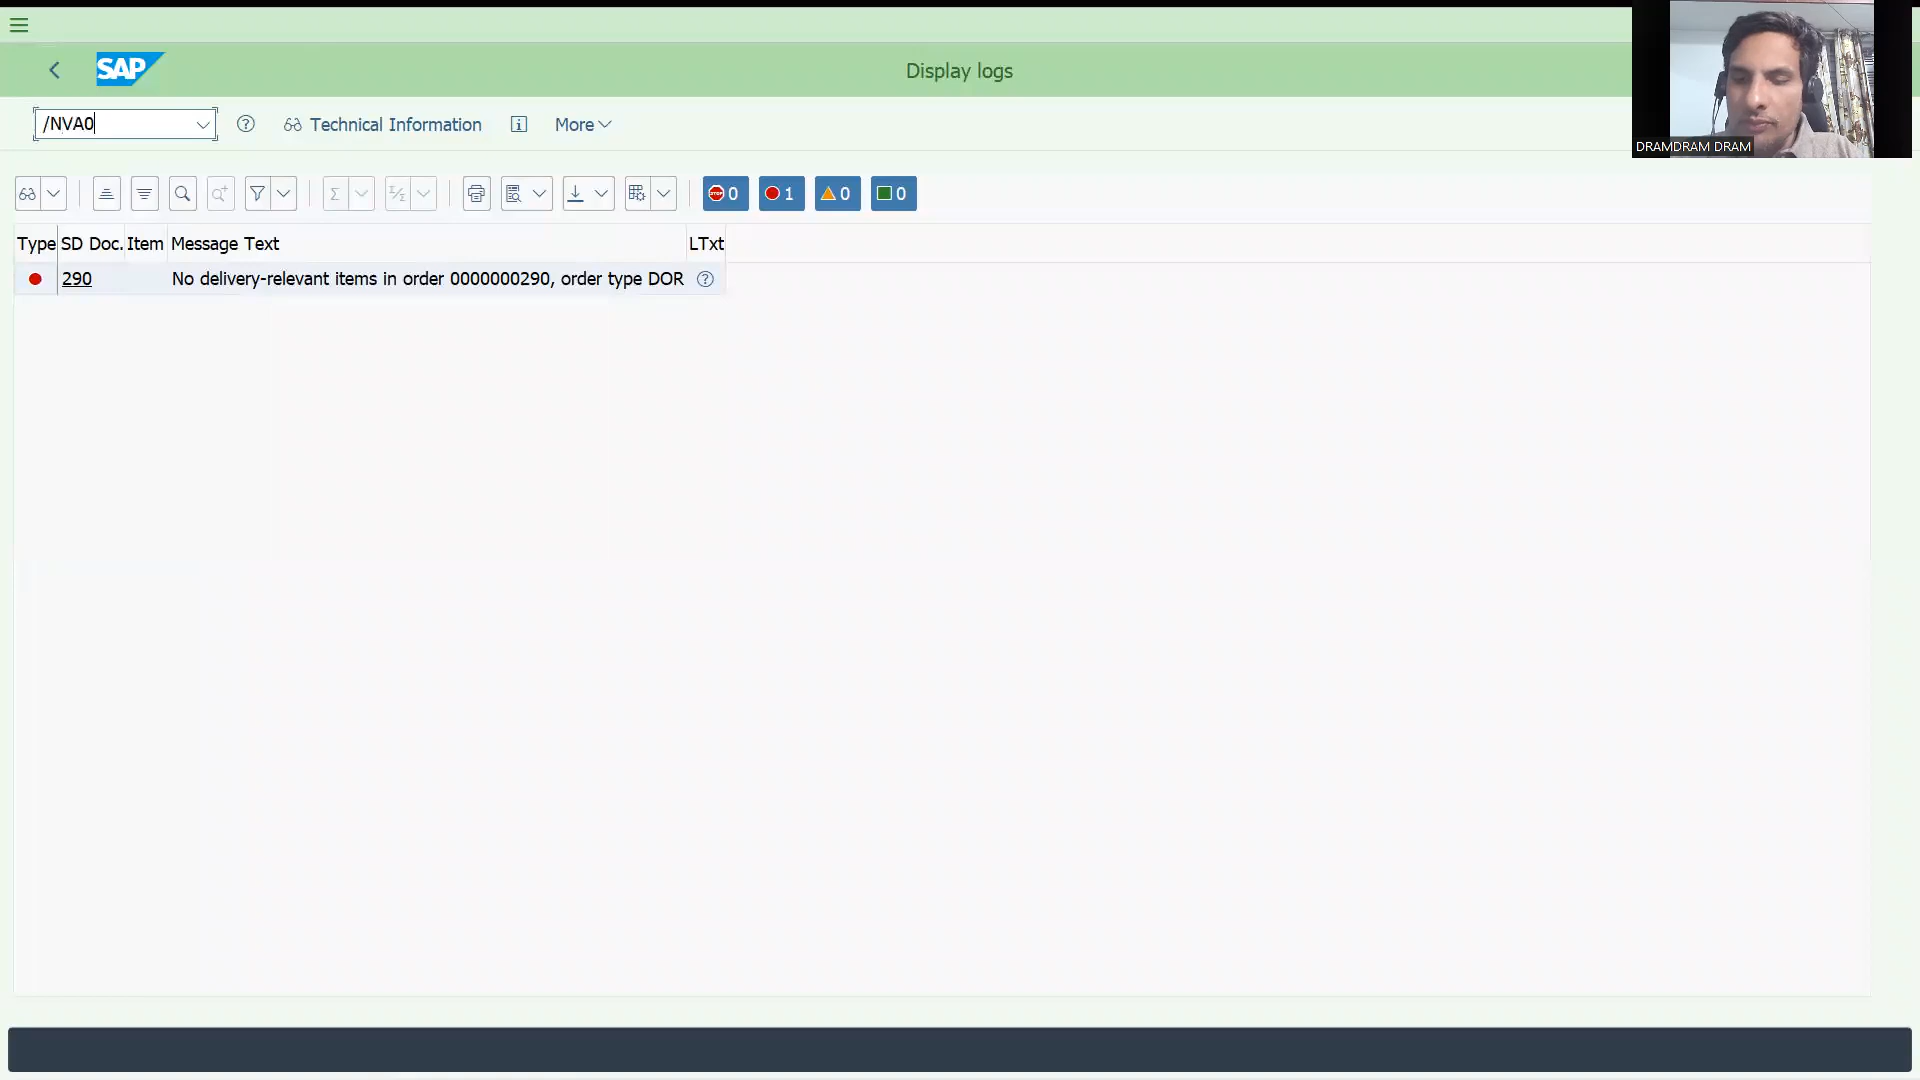 SAP
Display logs
/NVA0
Technical Information
More
STOP 0
1
0
0
Type SD Doc. Item Message Text LTxt
290 No delivery-relevant items in order 0000000290, order type DOR
DRAMDRAM DRAM